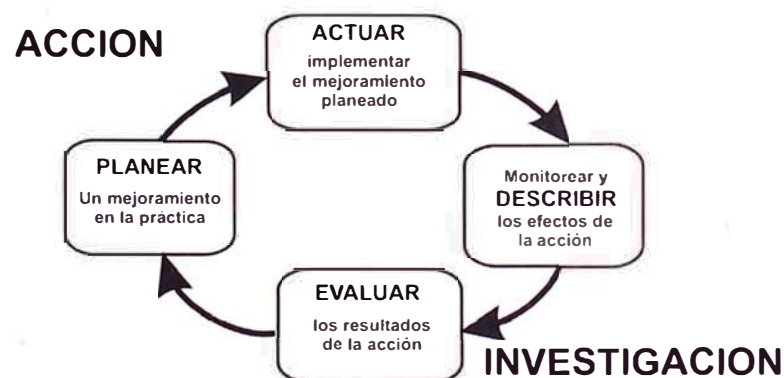 ACCION
ACTUAR
implementar
el mejoramiento
planeado
PLANEAR
Un mejoramiento
en la práctica
Monitorear y
DESCRIBIR
los efectos de
la acción
EVALUAR
los resultados
de la acción
INVESTIGACION